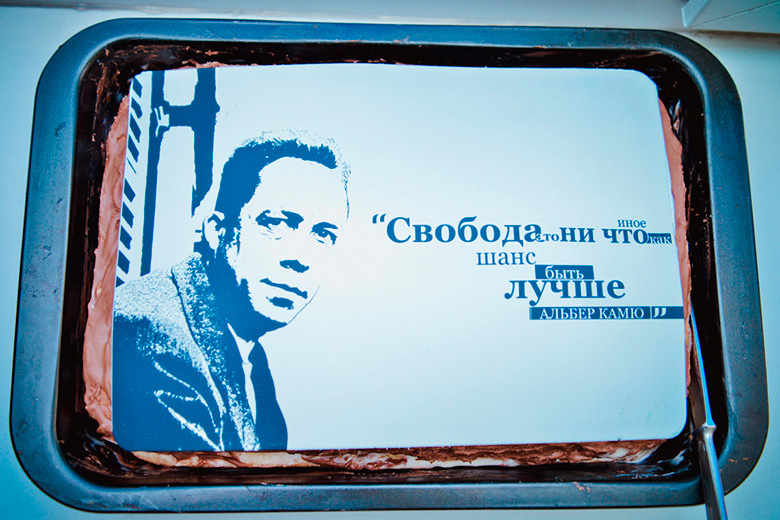 “Свобода это ни что иное как
шанс
быть
лучше
АЛЬБЕР КАМЮ ”